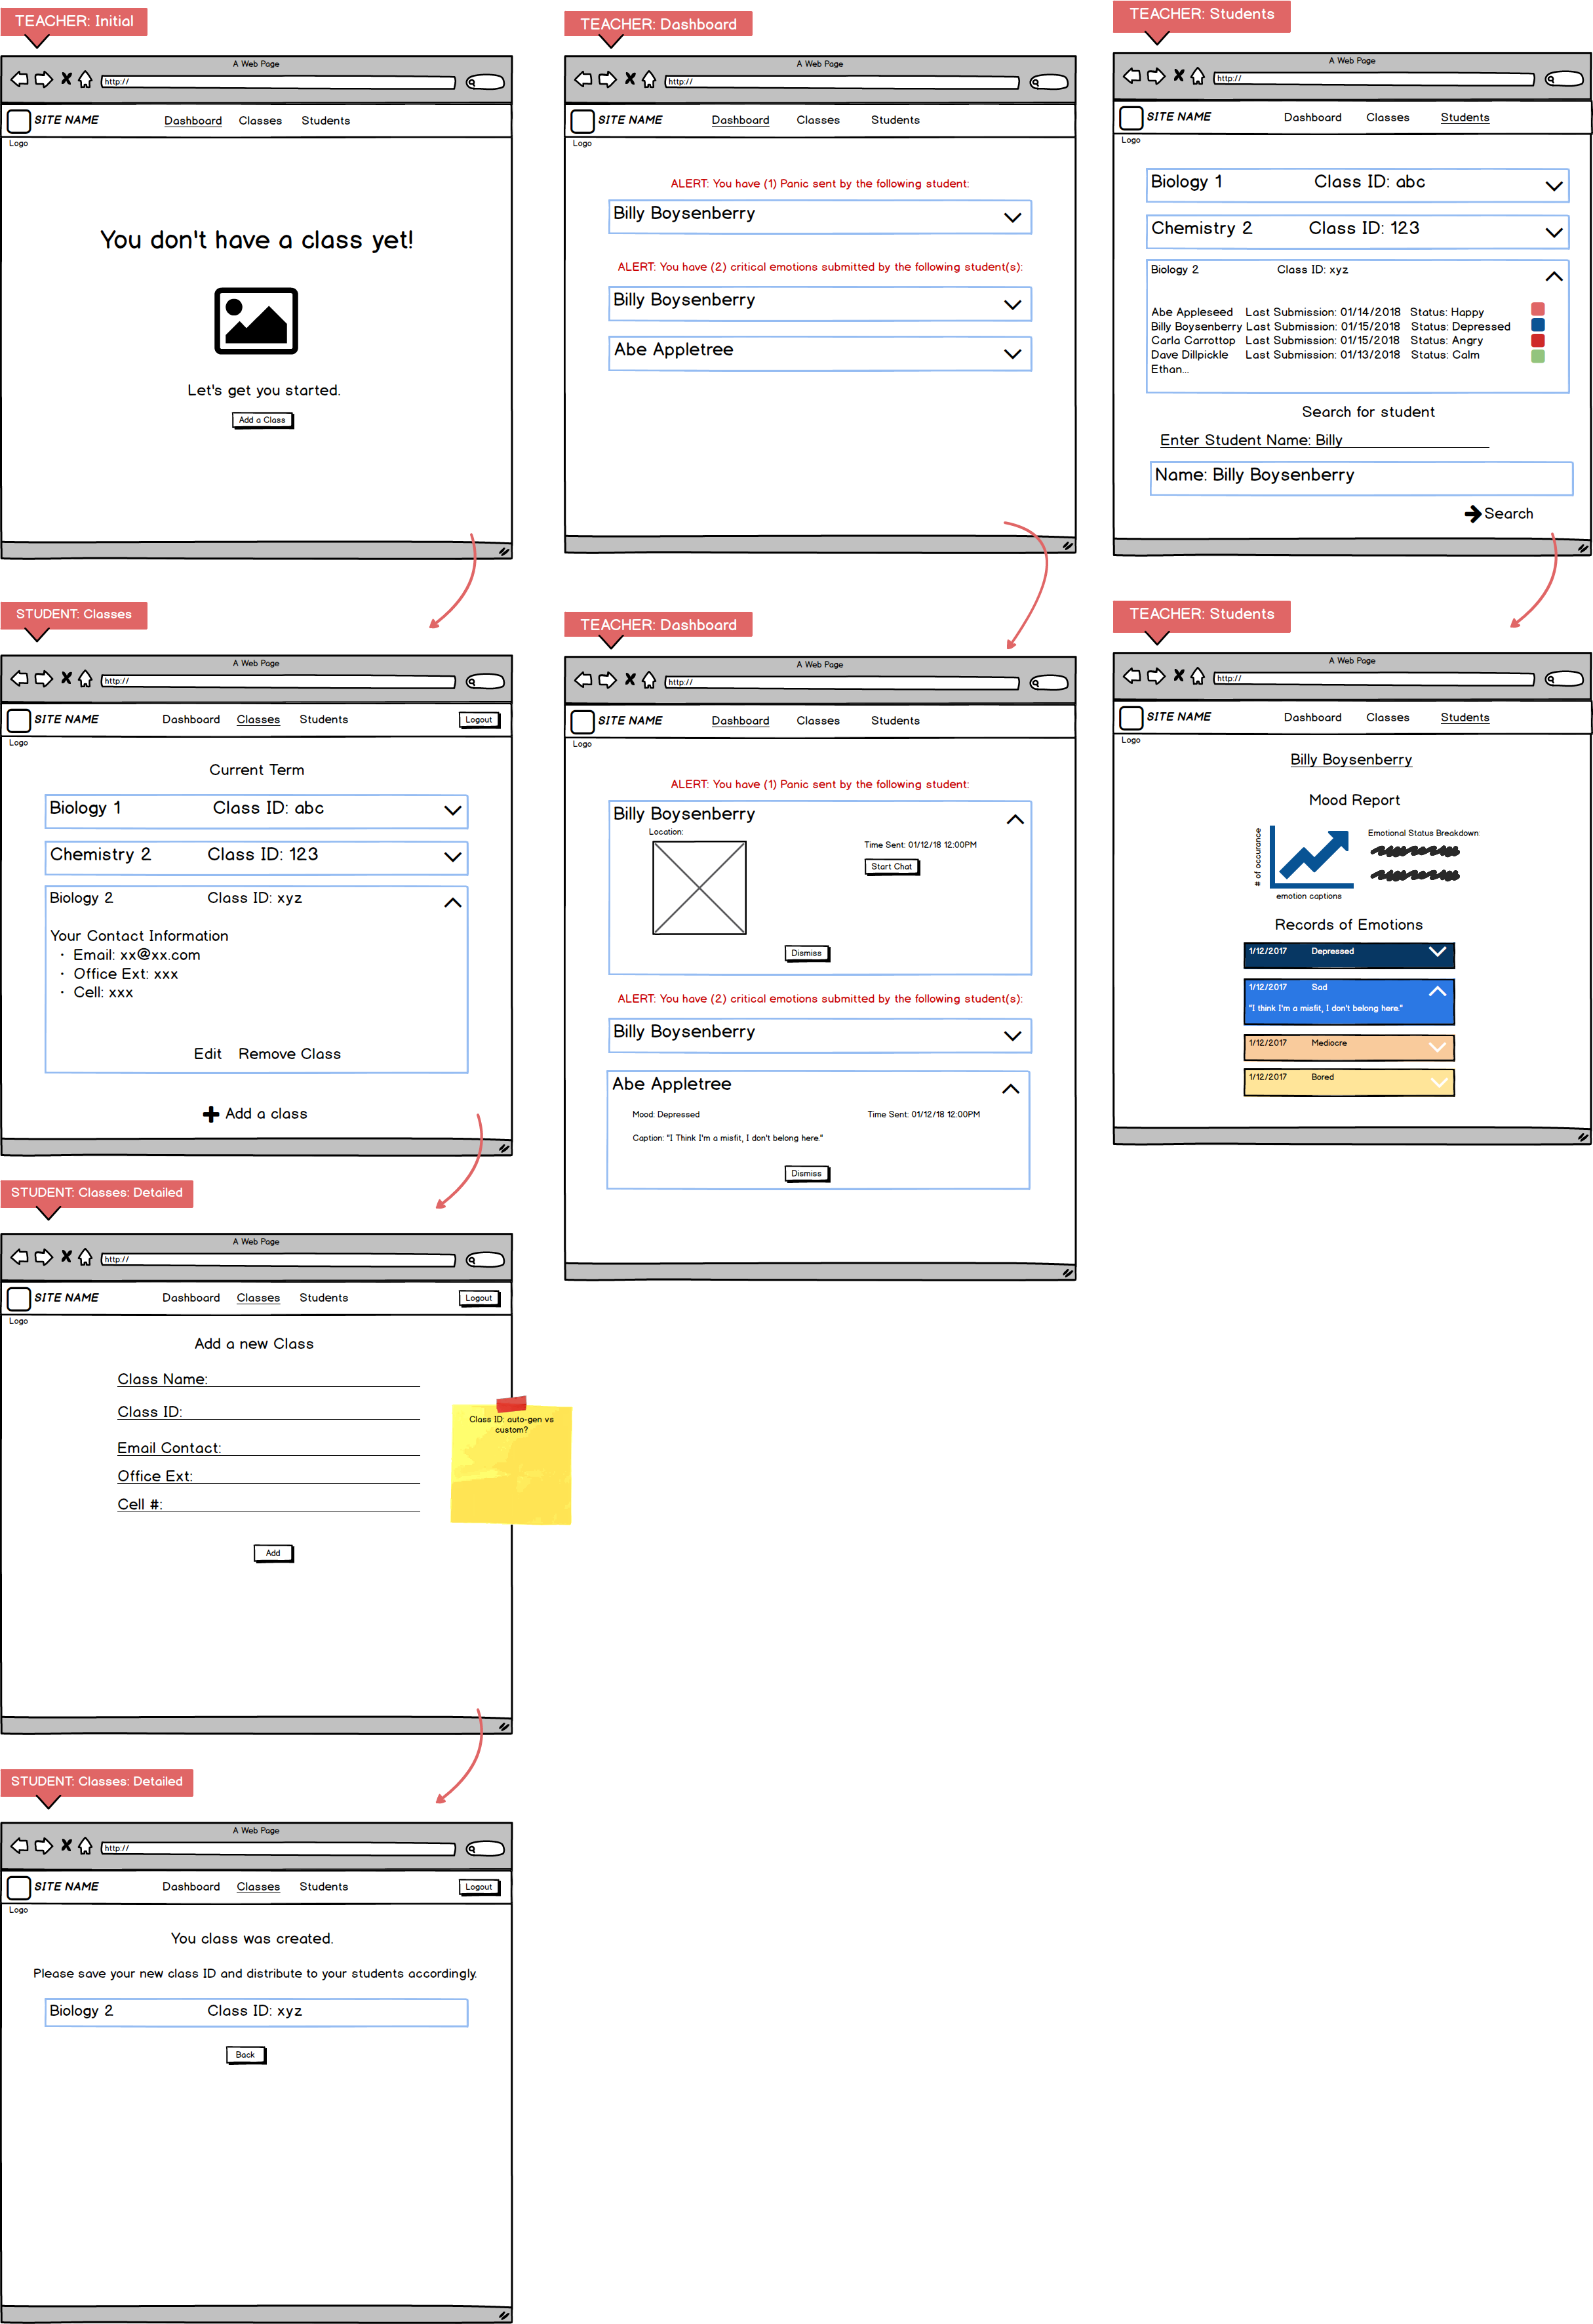 TEACHER: Initial
A Web Page
http://
SITE NAME Dashboard Classes Students
Logo
You don't have a class yet!
Let's get you started.
Add a Class
STUDENT: Classes
A Web Page
http://
SITE NAME Dashboard Classes Students Logout
Logo
Current Term
Biology 1 Class ID: abc
Chemistry 2 Class ID: 123
Biology 2 Class ID: xyz
Your Contact Information
• Email: xx@xx.com
• Office Ext: xxx
• Cell: xxx
Edit Remove Class
Add a class
STUDENT: Classes: Detailed
A Web Page
http://
SITE NAME Dashboard Classes Students Logout
Logo
Add a new Class
Class Name:
Class ID:
Email Contact:
Office Ext:
Cell #:
Add
Class ID: auto-gen vs
custom?
STUDENT: Classes: Detailed
A Web Page
http://
SITE NAME Dashboard Classes Students Logout
Logo
You class was created.
Please save your new class ID and distribute to your students accordingly.
Biology 2 Class ID: xyz
Back
TEACHER: Dashboard
A Web Page
http://
SITE NAME Dashboard Classes Students
Logo
ALERT: You have (1) Panic sent by the following student:
Billy Boysenberry
ALERT: You have (2) critical emotions submitted by the following student(s):
Billy Boysenberry
Abe Appletree
TEACHER: Dashboard
A Web Page
http://
SITE NAME Dashboard Classes Students
Logo
ALERT: You have (1) Panic sent by the following student:
Billy Boysenberry
Location:
Time Sent: 01/12/18 12:00PM
Start Chat
Dismiss
ALERT: You have (2) critical emotions submitted by the following student(s):
Billy Boysenberry
Abe Appletree
Mood: Depressed Time Sent: 01/12/18 12:00PM
Caption: "I Think I'm a misfit, I don't belong here."
Dismiss
TEACHER: Students
A Web Page
http://
SITE NAME Dashboard Classes Students
Logo
Biology 1 Class ID: abc
Chemistry 2 Class ID: 123
Biology 2 Class ID: xyz
Abe Appleseed Last Submission: 01/14/2018 Status: Happy
Billy Boysenberry Last Submission: 01/15/2018 Status: Depressed
Carla Carrottop Last Submission: 01/15/2018 Status: Angry
Dave Dillpickle Last Submission: 01/13/2018 Status: Calm
Ethan...
Search for student
Enter Student Name: Billy
Name: Billy Boysenberry
Search
TEACHER: Students
A Web Page
http://
SITE NAME Dashboard Classes Students
Logo
Billy Boysenberry
Mood Report
# of occurance
emotion captions
Emotional Status Breakdown:
Records of Emotions
1/12/2017 Depressed
1/12/2017 Sad
"I think I'm a misfit, I don't belong here."
1/12/2017 Mediocre
1/12/2017 Bored